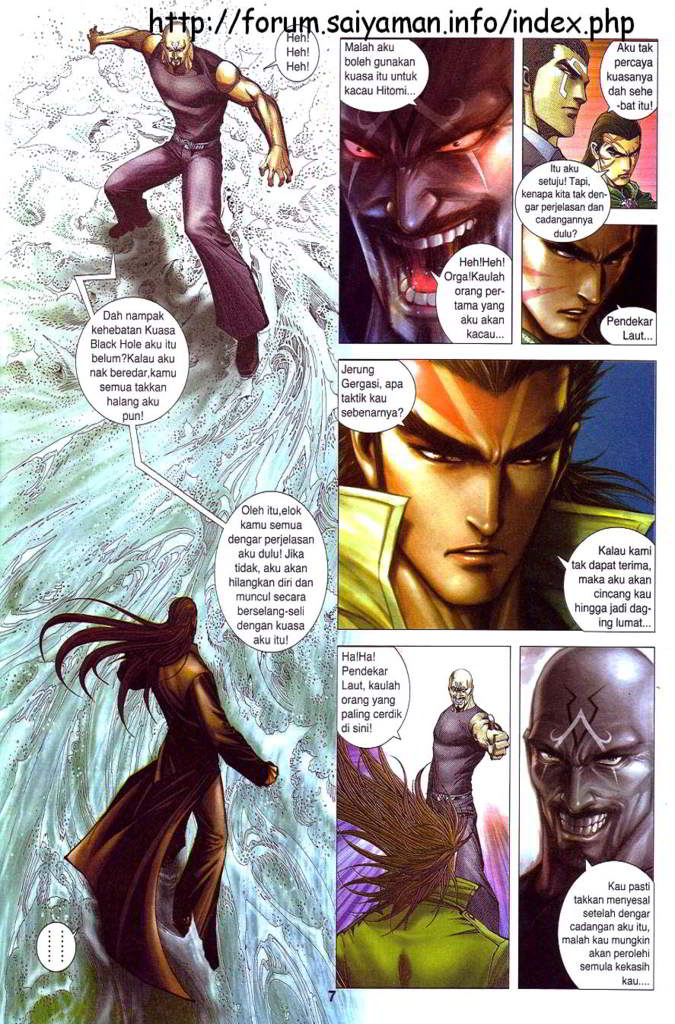 http://forum.saiyaman.info/index.php
Heh!
Heh!
Heh!
Dah nampak
kehebatan Kuasa
Black Hole aku itu
belum?Kalau aku
nak beredar,kamu
semua takkan
halang aku
pun!
Oleh itu,elok
kamu semua
dengar perjelasan
aku dulu! Jika
tidak, aku akan
hilangkan diri dan
muncul secara
berselang-seli
dengan kuasa
aku itu!
......
Malah aku
boleh gunakan
kuasa itu untuk
kacau Hitomi...
Heh!Heh!
Orga!Kaulah
orang per-
tama yang
aku akan
kacau...
Aku tak
percaya
kuasanya
dah sehe
-bat itu!
Itu aku
setuju! Tapi,
kenapa kita tak den-
gar perjelasan dan
cadangannya
dulu?
Pendekar
Laut...
Jerung
Gergasi, apa
taktik kau
sebenarnya?
Kalau kami
tak dapat terima,
maka aku akan
cincang kau
hingga jadi dag-
ing lumat...
Ha!Ha!
Pendekar
Laut, kaulah
orang yang
paling cerdik
di sini!
Kau pasti
takkan menyesal
setelah dengar
cadangan aku itu,
malah kau mungkin
akan perolehi
semula kekasih
kau....
7